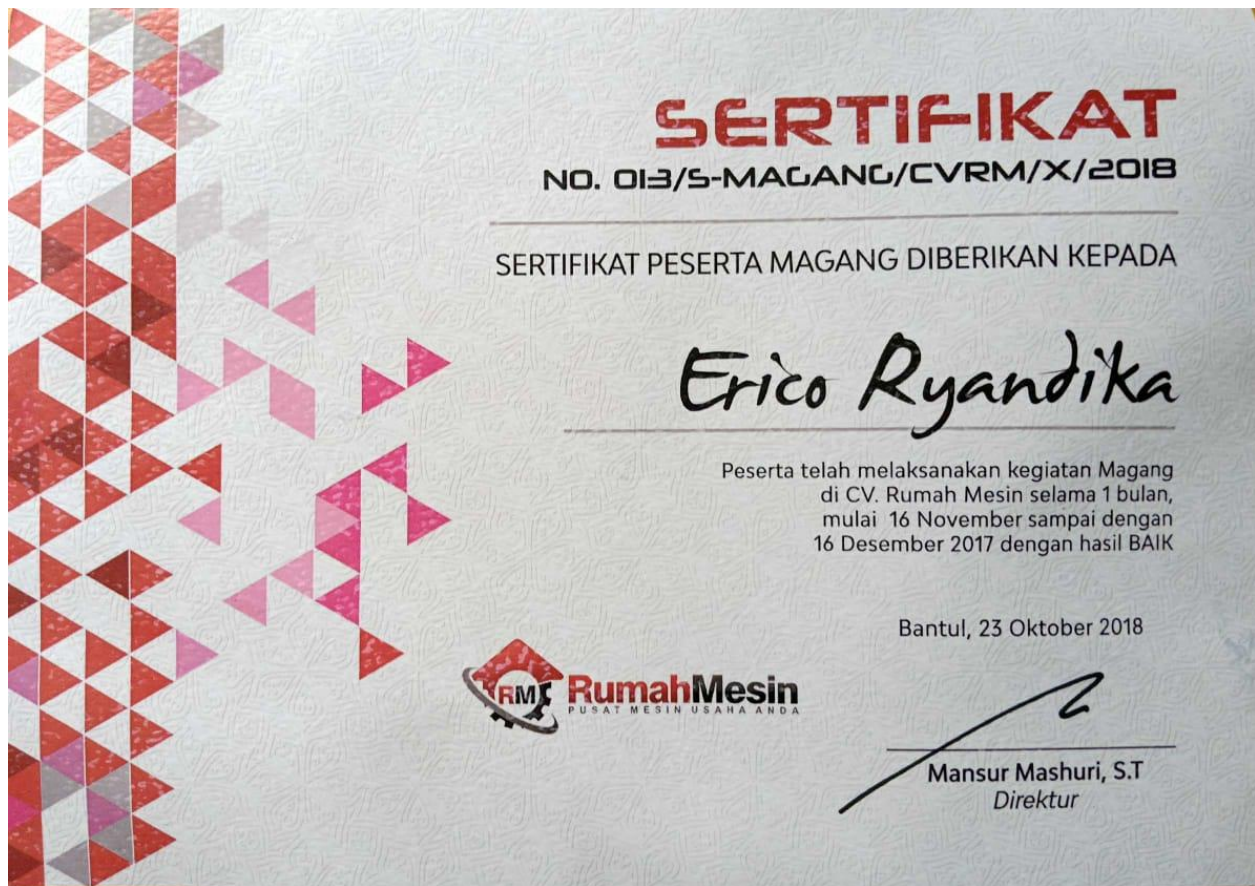 SERTIFIKAT
NO. 013/S-MAGANG/CVRM/X/2018
SERTIFIKAT PESERTA MAGANG DIBERIKAN KEPADA
Erico Ryandika
Peserta telah melaksanakan kegiatan Magang
di CV. Rumah Mesin selama 1 bulan,
mulai 16 November sampai dengan
16 Desember 2017 dengan hasil BAIK
Bantul, 23 Oktober 2018
RM
RumahMesin
PUSAT MESIN USAHA ANDA
Mansur Mashuri, S.T
Direktur